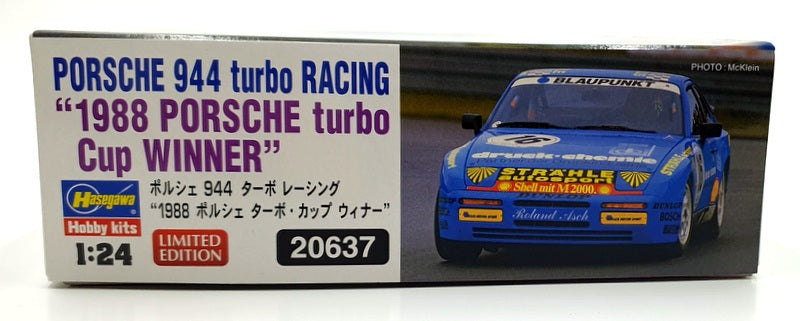 PORSCHE 944 turbo RACING
“1988 PORSCHE turbo
Cup WINNER”
ポルシェ 944 ターボ レーシング
“1988 ポルシェ ターボ・カップ ウィナー”
Hasegawa
Hobby kits
1:24
LIMITED
EDITION
20637
PHOTO : McKlein
BLAUPUNKT
16
druck-chemie
STRÄHLE
autosport
Shell mit M 2000.
DUNLOP
Roland Asch
DUNLOP
BOSCH